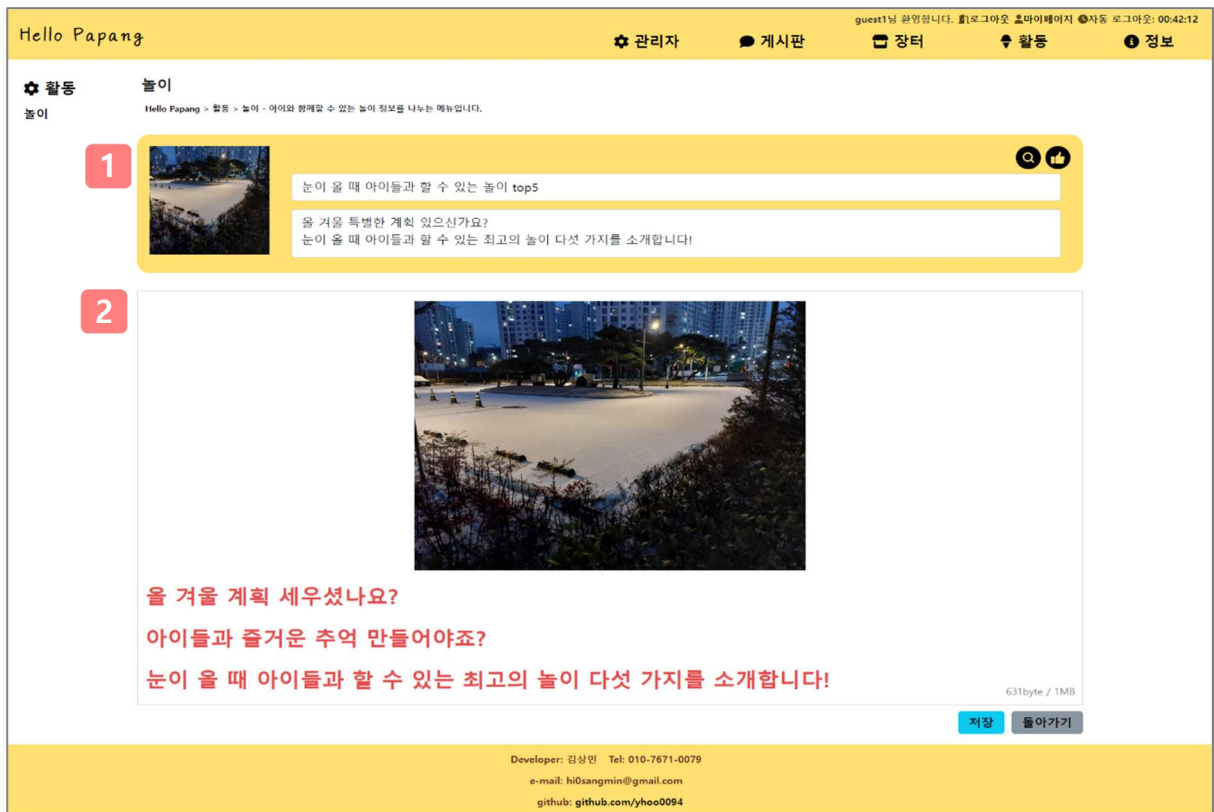 guest1님 환영합니다. 로그아웃 마이페이지 자동 로그아웃: 00:42:12
Hello Papang
관리자 게시판 장터 활동 정보
활동
놀이
놀이
Hello Papang > 활동 > 놀이 - 아이와 함께할 수 있는 놀이 정보를 나누는 메뉴입니다.
1
눈이 올 때 아이들과 할 수 있는 놀이 top5
올 겨울 특별한 계획 있으신가요?
눈이 올 때 아이들과 할 수 있는 최고의 놀이 다섯 가지를 소개합니다!
2
올 겨울 계획 세우셨나요?
아이들과 즐거운 추억 만들어야죠?
눈이 올 때 아이들과 할 수 있는 최고의 놀이 다섯 가지를 소개합니다!
631byte / 1MB
저장 돌아가기
Developer: 김상민 Tel: 010-7671-0079
e-mail: hi0sangmin@gmail.com
github: github.com/yhoo0094